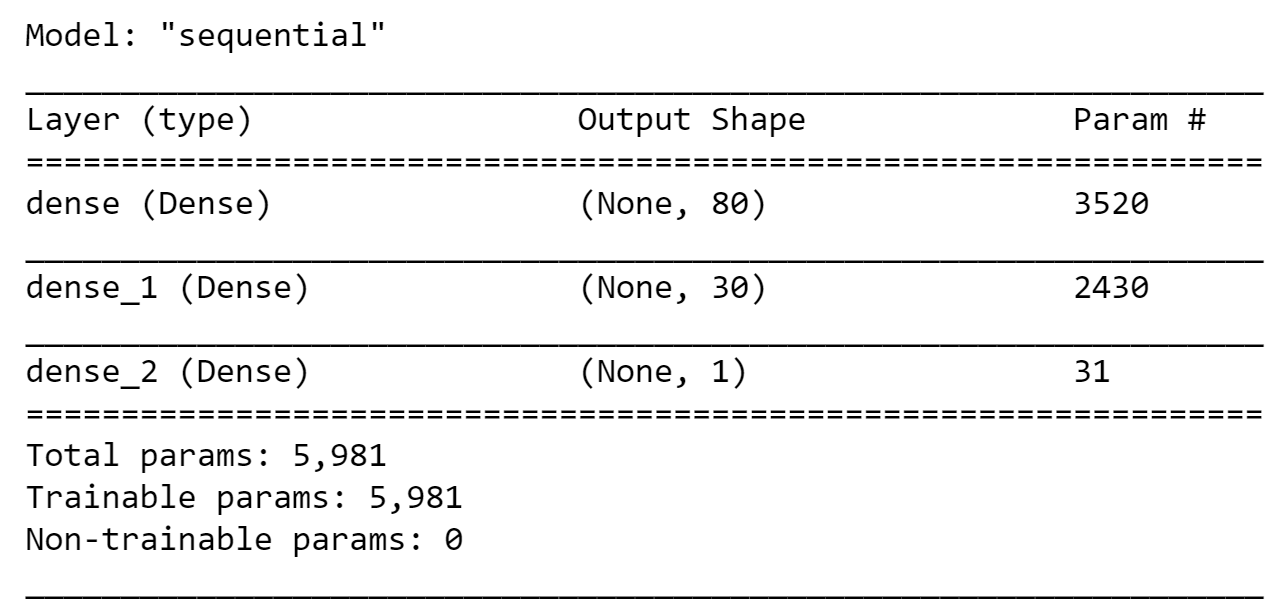 Model: "sequential"
_________________________________________________________________
Layer (type)                 Output Shape              Param #
=================================================================
dense (Dense)                (None, 80)                3520
_________________________________________________________________
dense_1 (Dense)              (None, 30)                2430
_________________________________________________________________
dense_2 (Dense)              (None, 1)                 31
=================================================================
Total params: 5,981
Trainable params: 5,981
Non-trainable params: 0
_________________________________________________________________